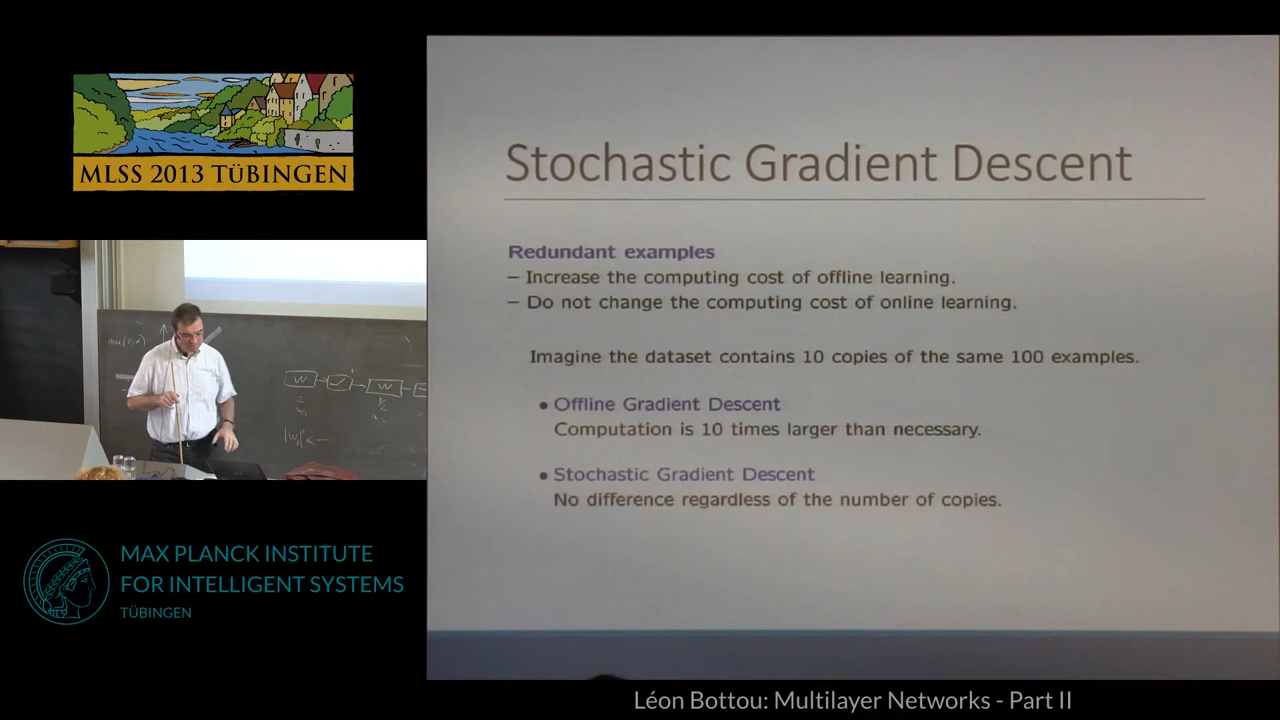 MLSS 2013 TÜBINGEN
Stochastic Gradient Descent
Redundant examples
– Increase the computing cost of offline learning.
– Do not change the computing cost of online learning.
Imagine the dataset contains 10 copies of the same 100 examples.
• Offline Gradient Descent
Computation is 10 times larger than necessary.
• Stochastic Gradient Descent
No difference regardless of the number of copies.
W
W
MAX PLANCK INSTITUTE
FOR INTELLIGENT SYSTEMS
TÜBINGEN
Léon Bottou: Multilayer Networks - Part II